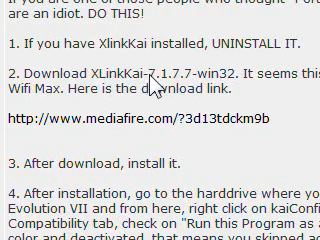 If you are one of those people who thought "
are an idiot. DO THIS!
1. If you have XlinkKai installed, UNINSTALL IT.
2. Download XLinkKai-7.1.7.7-win32. It seems this
Wifi Max. Here is the download link.
http://www.mediafire.com/?3d13tdckm9b
3. After download, install it.
4. After installation, go to the harddrive where yo
Evolution VII and from here, right click on kaiConfi
Compatibility tab, check on "Run this Program as a
color and deactivated, that means you skipped a